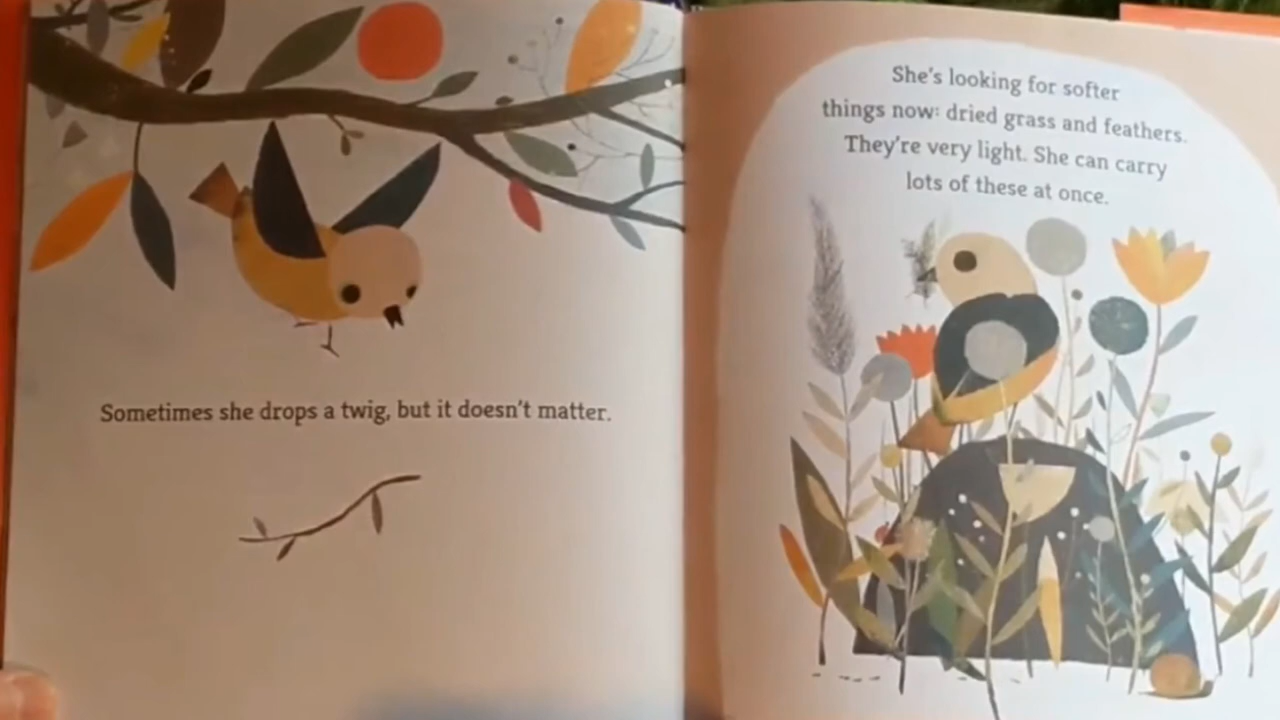 Sometimes she drops a twig, but it doesn't matter.
She's looking for softer
things now: dried grass and feathers.
They're very light. She can carry
lots of these at once.